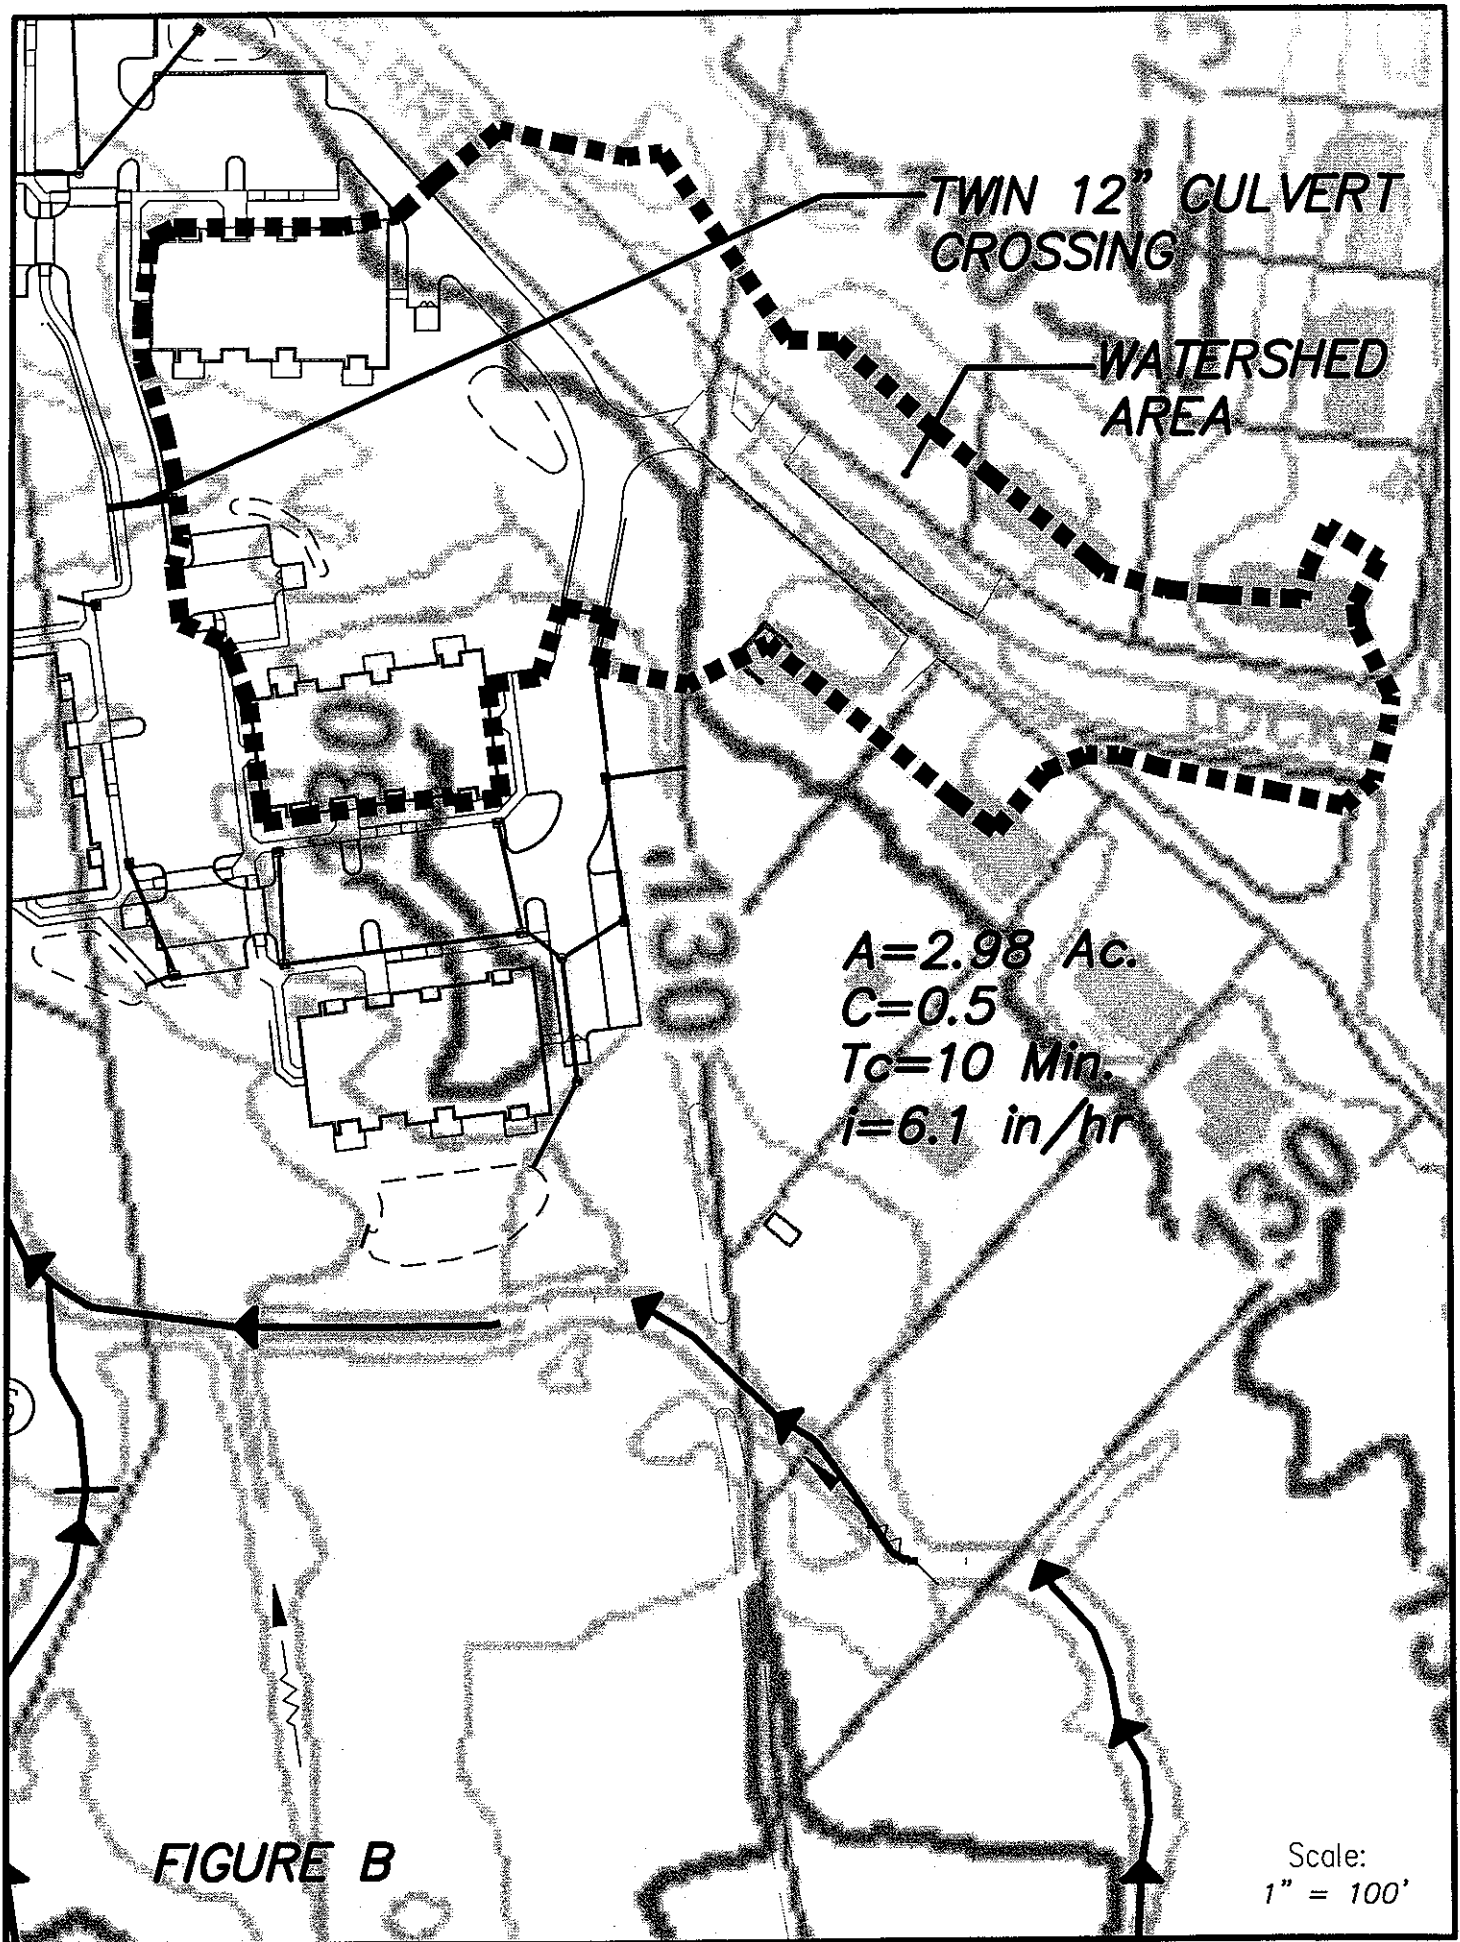 TWIN 12" CULVERT
CROSSING
WATERSHED
AREA
130
130
A=2.98 Ac.
C=0.5
Tc=10 Min.
i=6.1 in/hr
130
FIGURE B
Scale:
1" = 100'